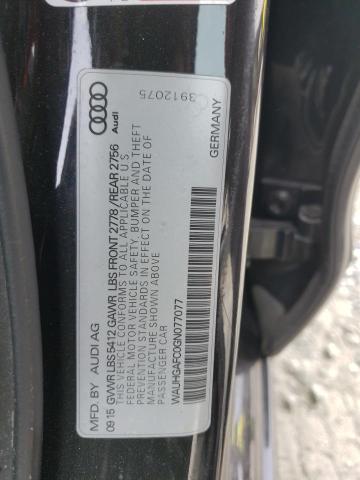 MFD. BY AUDI AG
09 15 GVWR LBS 5412 GAWR LBS FRONT 2778 / REAR 2756
THIS VEHICLE CONFORMS TO ALL APPLICABLE U S
FEDERAL MOTOR VEHICLE SAFETY, BUMPER AND THEFT
PREVENTION STANDARDS IN EFFECT ON THE DATE OF
MANUFACTURE SHOWN ABOVE
PASSENGER CAR
WAUHGAFC0GN077077
GERMANY
Audi
3912075